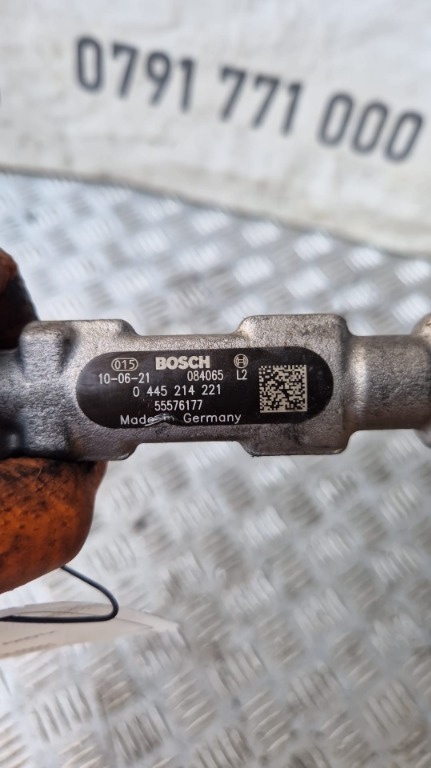 0791 771 000
015 BOSCH
10-06-21 084065 L2
0 445 214 221
55576177
Made in Germany